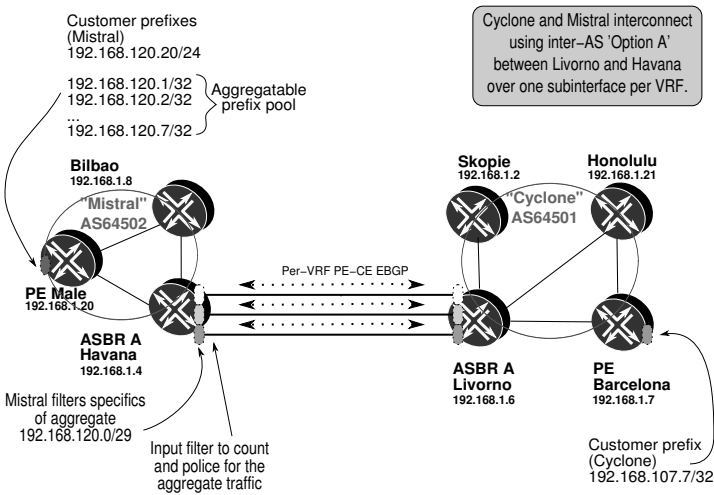 Customer prefixes
(Mistral)
192.168.120.20/24
192.168.120.1/32
192.168.120.2/32
...
192.168.120.7/32
Aggregatable
prefix pool
Cyclone and Mistral interconnect
using inter-AS 'Option A'
between Livorno and Havana
over one subinterface per VRF.
Bilbao
192.168.1.8
"Mistral"
AS64502
PE Male
192.168.1.20
ASBR A
Havana
192.168.1.4
Per-VRF PE-CE EBGP
Skopie
192.168.1.2
Honolulu
192.168.1.21
"Cyclone"
AS64501
ASBR A
Livorno
192.168.1.6
PE
Barcelona
192.168.1.7
Mistral filters specifics
of aggregate
192.168.120.0/29
Input filter to count
and police for the
aggregate traffic
Customer prefix
(Cyclone)
192.168.107.7/32